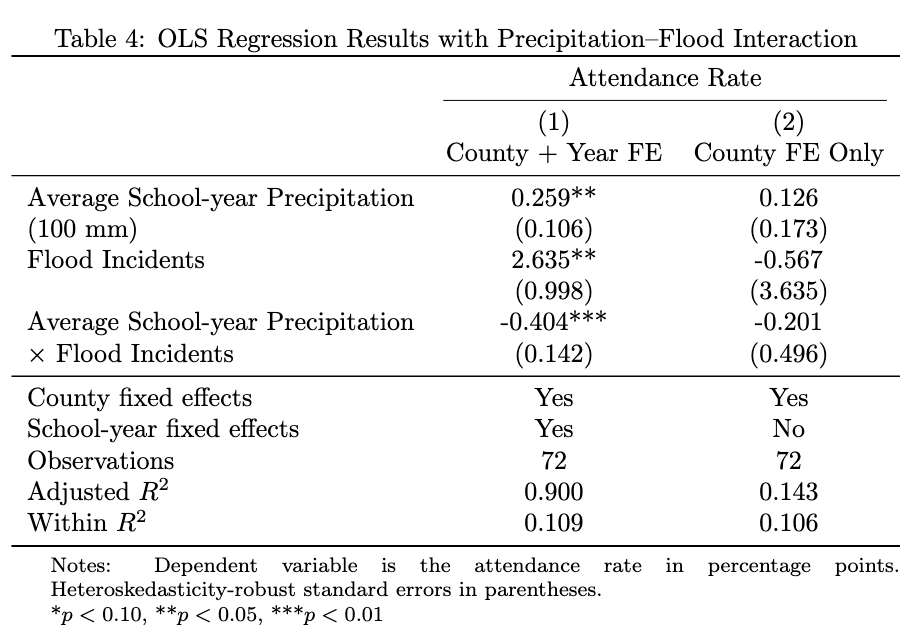 Table 4: OLS Regression Results with Precipitation–Flood Interaction
Attendance Rate
(1) (2)
County + Year FE County FE Only
Average School-year Precipitation 0.259** 0.126
(100 mm) (0.106) (0.173)
Flood Incidents 2.635** -0.567
(0.998) (3.635)
Average School-year Precipitation -0.404*** -0.201
× Flood Incidents (0.142) (0.496)
County fixed effects Yes Yes
School-year fixed effects Yes No
Observations 72 72
Adjusted R² 0.900 0.143
Within R² 0.109 0.106
Notes: Dependent variable is the attendance rate in percentage points.
Heteroskedasticity-robust standard errors in parentheses.
*p < 0.10, **p < 0.05, ***p < 0.01